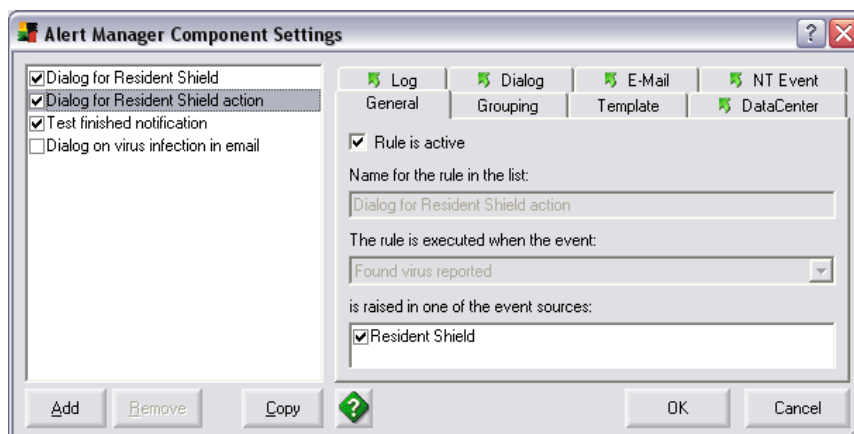 Alert Manager Component Settings
Dialog for Resident Shield
Dialog for Resident Shield action
Test finished notification
Dialog on virus infection in email
Log
Dialog
E-Mail
NT Event
General
Grouping
Template
DataCenter
Rule is active
Name for the rule in the list:
Dialog for Resident Shield action
The rule is executed when the event:
Found virus reported
is raised in one of the event sources:
Resident Shield
Add
Remove
Copy
?
OK
Cancel